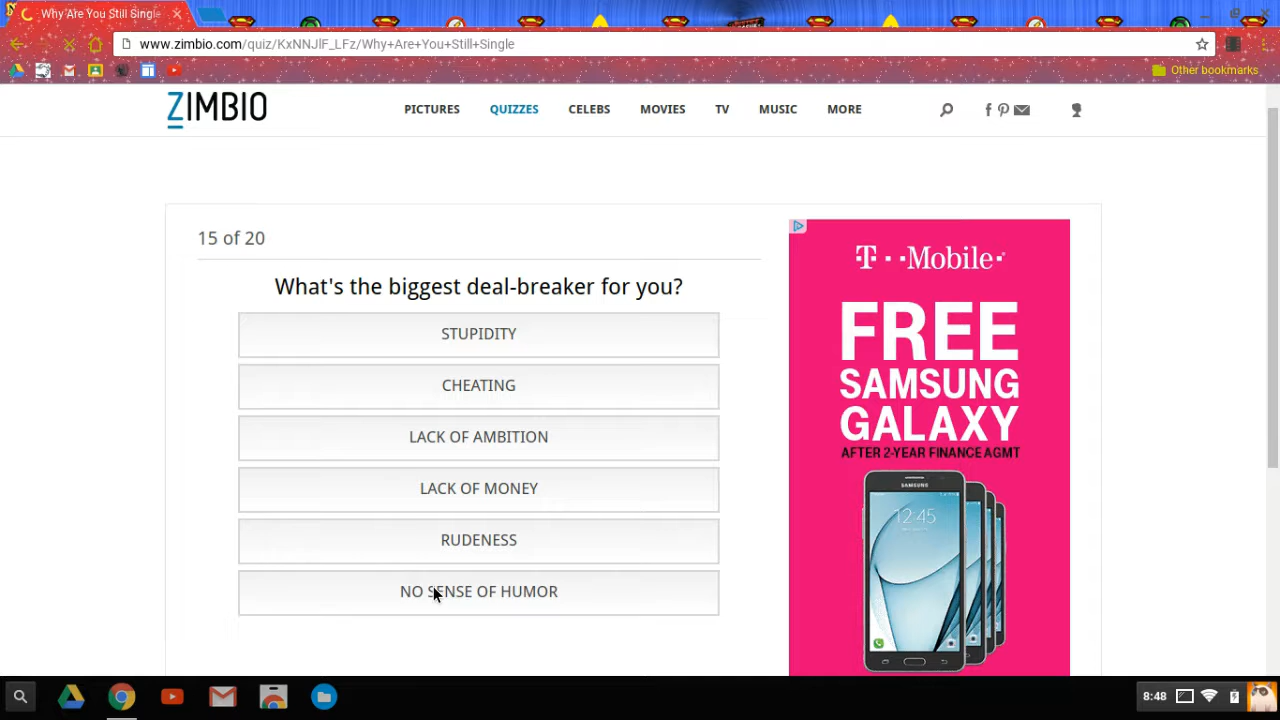 Why Are You Still Singl
www.zimbio.com/quiz/KxNNJlF_LFz/Why+Are+You+Still+Single
Other bookmarks
ZIMBIO
PICTURES QUIZZES CELEBS MOVIES TV MUSIC MORE
15 of 20
What's the biggest deal-breaker for you?
STUPIDITY
CHEATING
LACK OF AMBITION
LACK OF MONEY
RUDENESS
NO SENSE OF HUMOR
T··Mobile·
FREE
SAMSUNG
GALAXY
AFTER 2-YEAR FINANCE AGMT
SAMSUNG
12:45
8:48